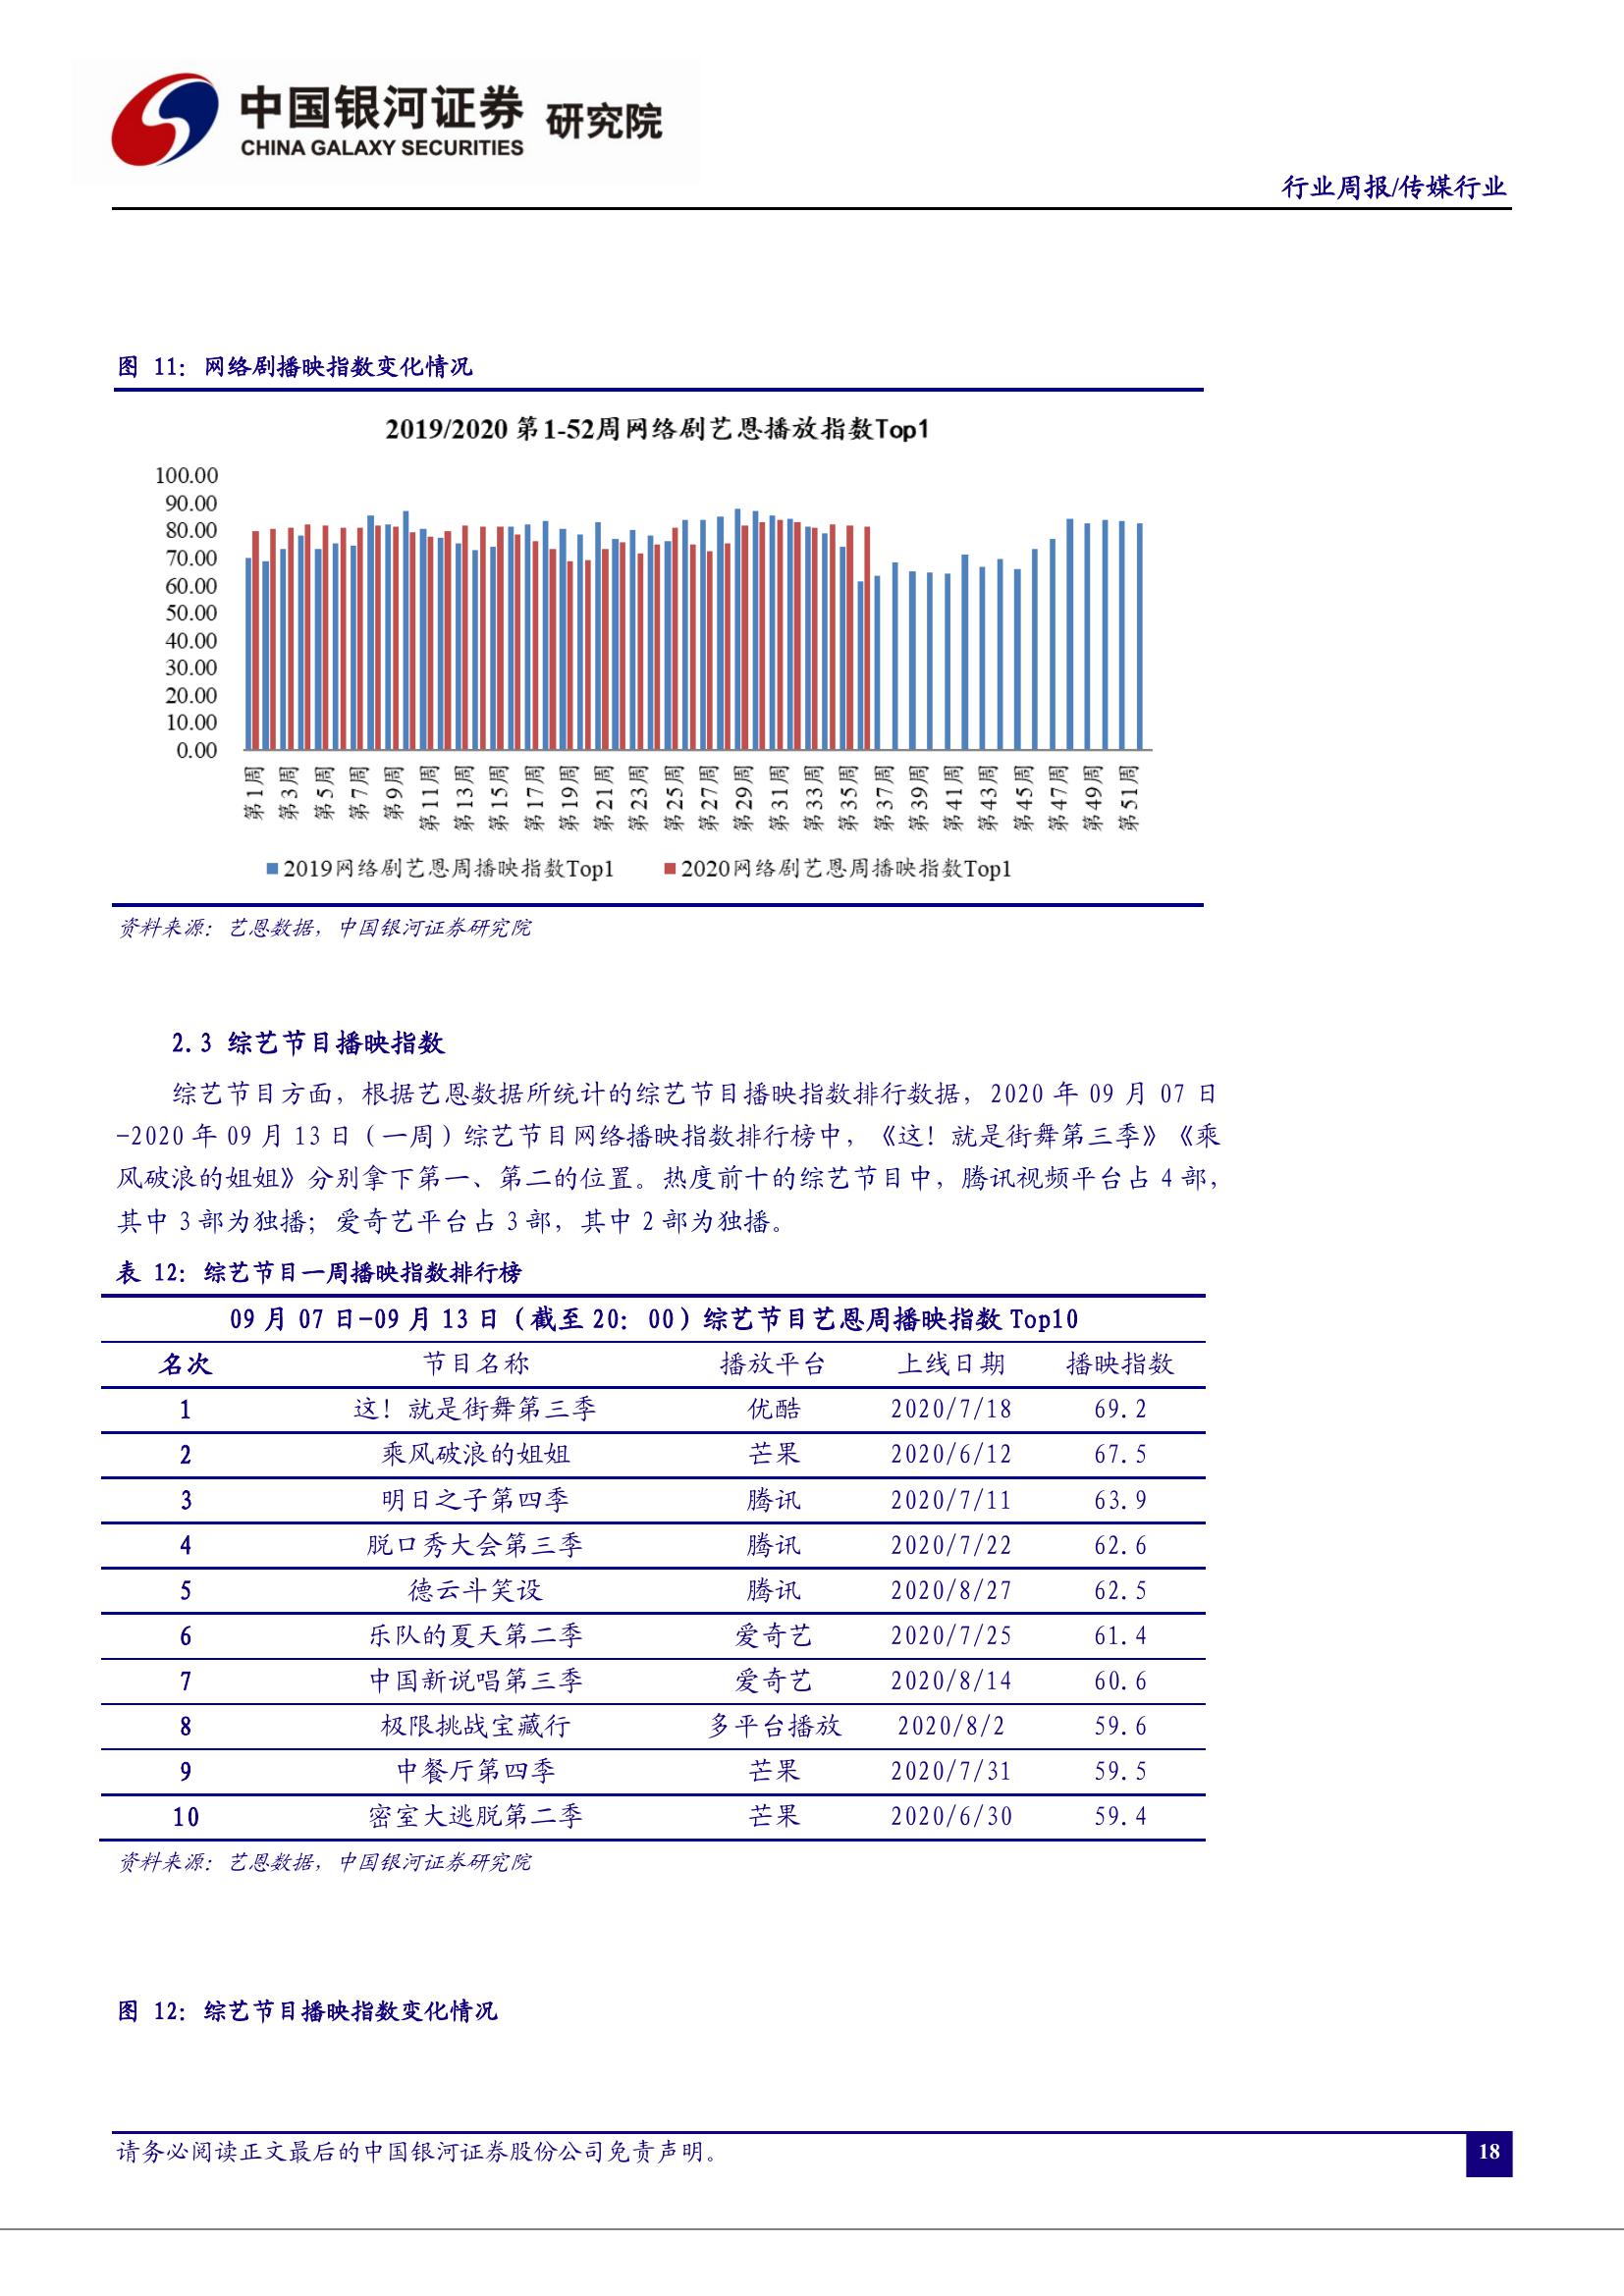 中国银河证券 研究院
CHINA GALAXY SECURITIES
行业周报/传媒行业
图 11：网络剧播映指数变化情况
2019/2020 第1-52周网络剧艺恩播放指数Top1
100.00
90.00
80.00
70.00
60.00
50.00
40.00
30.00
20.00
10.00
0.00
第1周 第3周 第5周 第7周 第9周 第11周 第13周 第15周 第17周 第19周 第21周 第23周 第25周 第27周 第29周 第31周 第33周 第35周 第37周 第39周 第41周 第43周 第45周 第47周 第49周 第51周
2019网络剧艺恩周播映指数Top1 2020网络剧艺恩周播映指数Top1
资料来源：艺恩数据，中国银河证券研究院
2.3 综艺节目播映指数
综艺节目方面，根据艺恩数据所统计的综艺节目播映指数排行数据，2020 年 09 月 07 日
-2020 年 09 月 13 日（一周）综艺节目网络播映指数排行榜中，《这！就是街舞第三季》《乘
风破浪的姐姐》分别拿下第一、第二的位置。热度前十的综艺节目中，腾讯视频平台占 4 部，
其中 3 部为独播；爱奇艺平台占 3 部，其中 2 部为独播。
表 12：综艺节目一周播映指数排行榜
09 月 07 日-09 月 13 日（截至 20：00）综艺节目艺恩周播映指数 Top10
名次 节目名称 播放平台 上线日期 播映指数
1 这！就是街舞第三季 优酷 2020/7/18 69.2
2 乘风破浪的姐姐 芒果 2020/6/12 67.5
3 明日之子第四季 腾讯 2020/7/11 63.9
4 脱口秀大会第三季 腾讯 2020/7/22 62.6
5 德云斗笑设 腾讯 2020/8/27 62.5
6 乐队的夏天第二季 爱奇艺 2020/7/25 61.4
7 中国新说唱第三季 爱奇艺 2020/8/14 60.6
8 极限挑战宝藏行 多平台播放 2020/8/2 59.6
9 中餐厅第四季 芒果 2020/7/31 59.5
10 密室大逃脱第二季 芒果 2020/6/30 59.4
资料来源：艺恩数据，中国银河证券研究院
图 12：综艺节目播映指数变化情况
请务必阅读正文最后的中国银河证券股份公司免责声明。
18